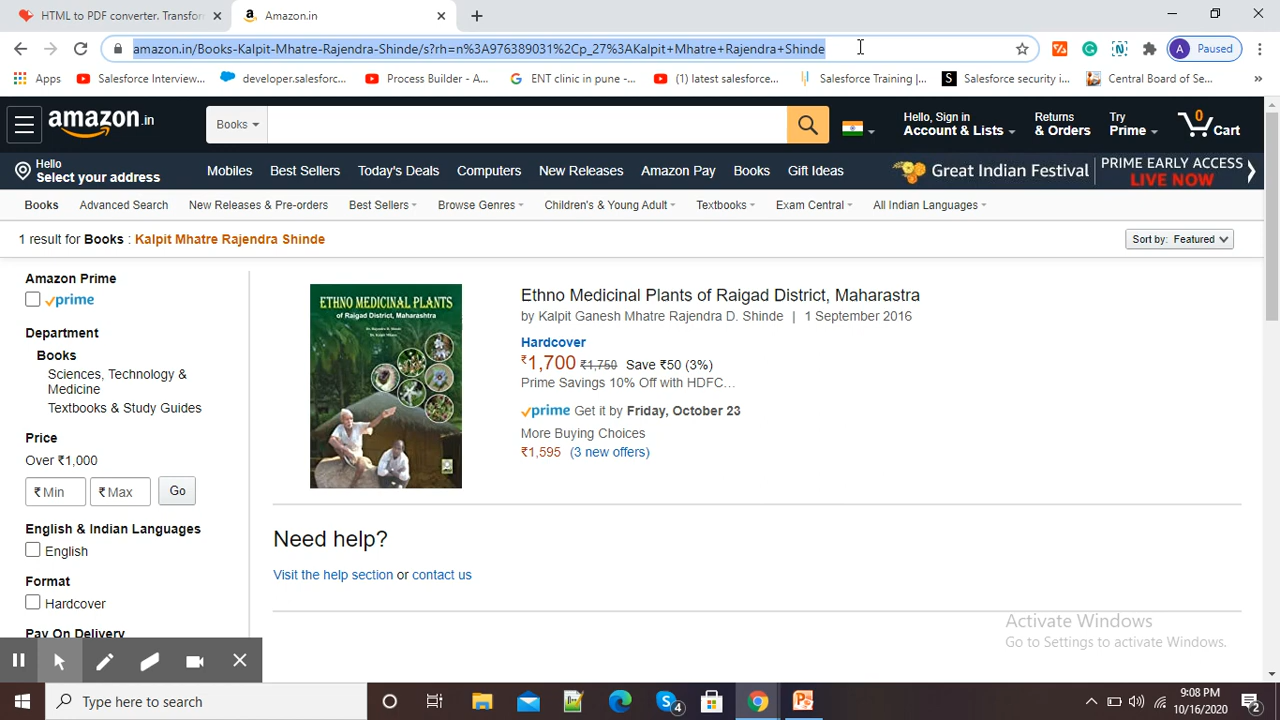 HTML to PDF converter. Transfor
Amazon.in
amazon.in/Books-Kalpit-Mhatre-Rajendra-Shinde/s?rh=n%3A976389031%2Cp_27%3AKalpit+Mhatre+Rajendra+Shinde
A Paused
Apps
Salesforce Interview...
developer.salesforc...
Process Builder - A...
ENT clinic in pune -...
(1) latest salesforce...
Salesforce Training |...
Salesforce security i...
Central Board of Se...
amazon.in
Books
Hello, Sign in
Account & Lists
Returns
& Orders
Try
Prime
0
Cart
Hello
Select your address
Mobiles
Best Sellers
Today's Deals
Computers
New Releases
Amazon Pay
Books
Gift Ideas
Great Indian Festival
PRIME EARLY ACCESS
LIVE NOW
Books
Advanced Search
New Releases & Pre-orders
Best Sellers
Browse Genres
Children's & Young Adult
Textbooks
Exam Central
All Indian Languages
1 result for Books : Kalpit Mhatre Rajendra Shinde
Sort by: Featured
Amazon Prime
prime
Department
Books
Sciences, Technology &
Medicine
Textbooks & Study Guides
Price
Over ₹1,000
₹ Min
₹ Max
Go
English & Indian Languages
English
Format
Hardcover
Pay On Delivery
ETHNO MEDICINAL PLANTS
of Raigad District, Maharashtra
Ethno Medicinal Plants of Raigad District, Maharastra
by Kalpit Ganesh Mhatre Rajendra D. Shinde | 1 September 2016
Hardcover
₹1,700 ₹1,750 Save ₹50 (3%)
Prime Savings 10% Off with HDFC...
prime Get it by Friday, October 23
More Buying Choices
₹1,595 (3 new offers)
Need help?
Visit the help section or contact us
Activate Windows
Go to Settings to activate Windows.
Type here to search
4
9:08 PM
10/16/2020
2